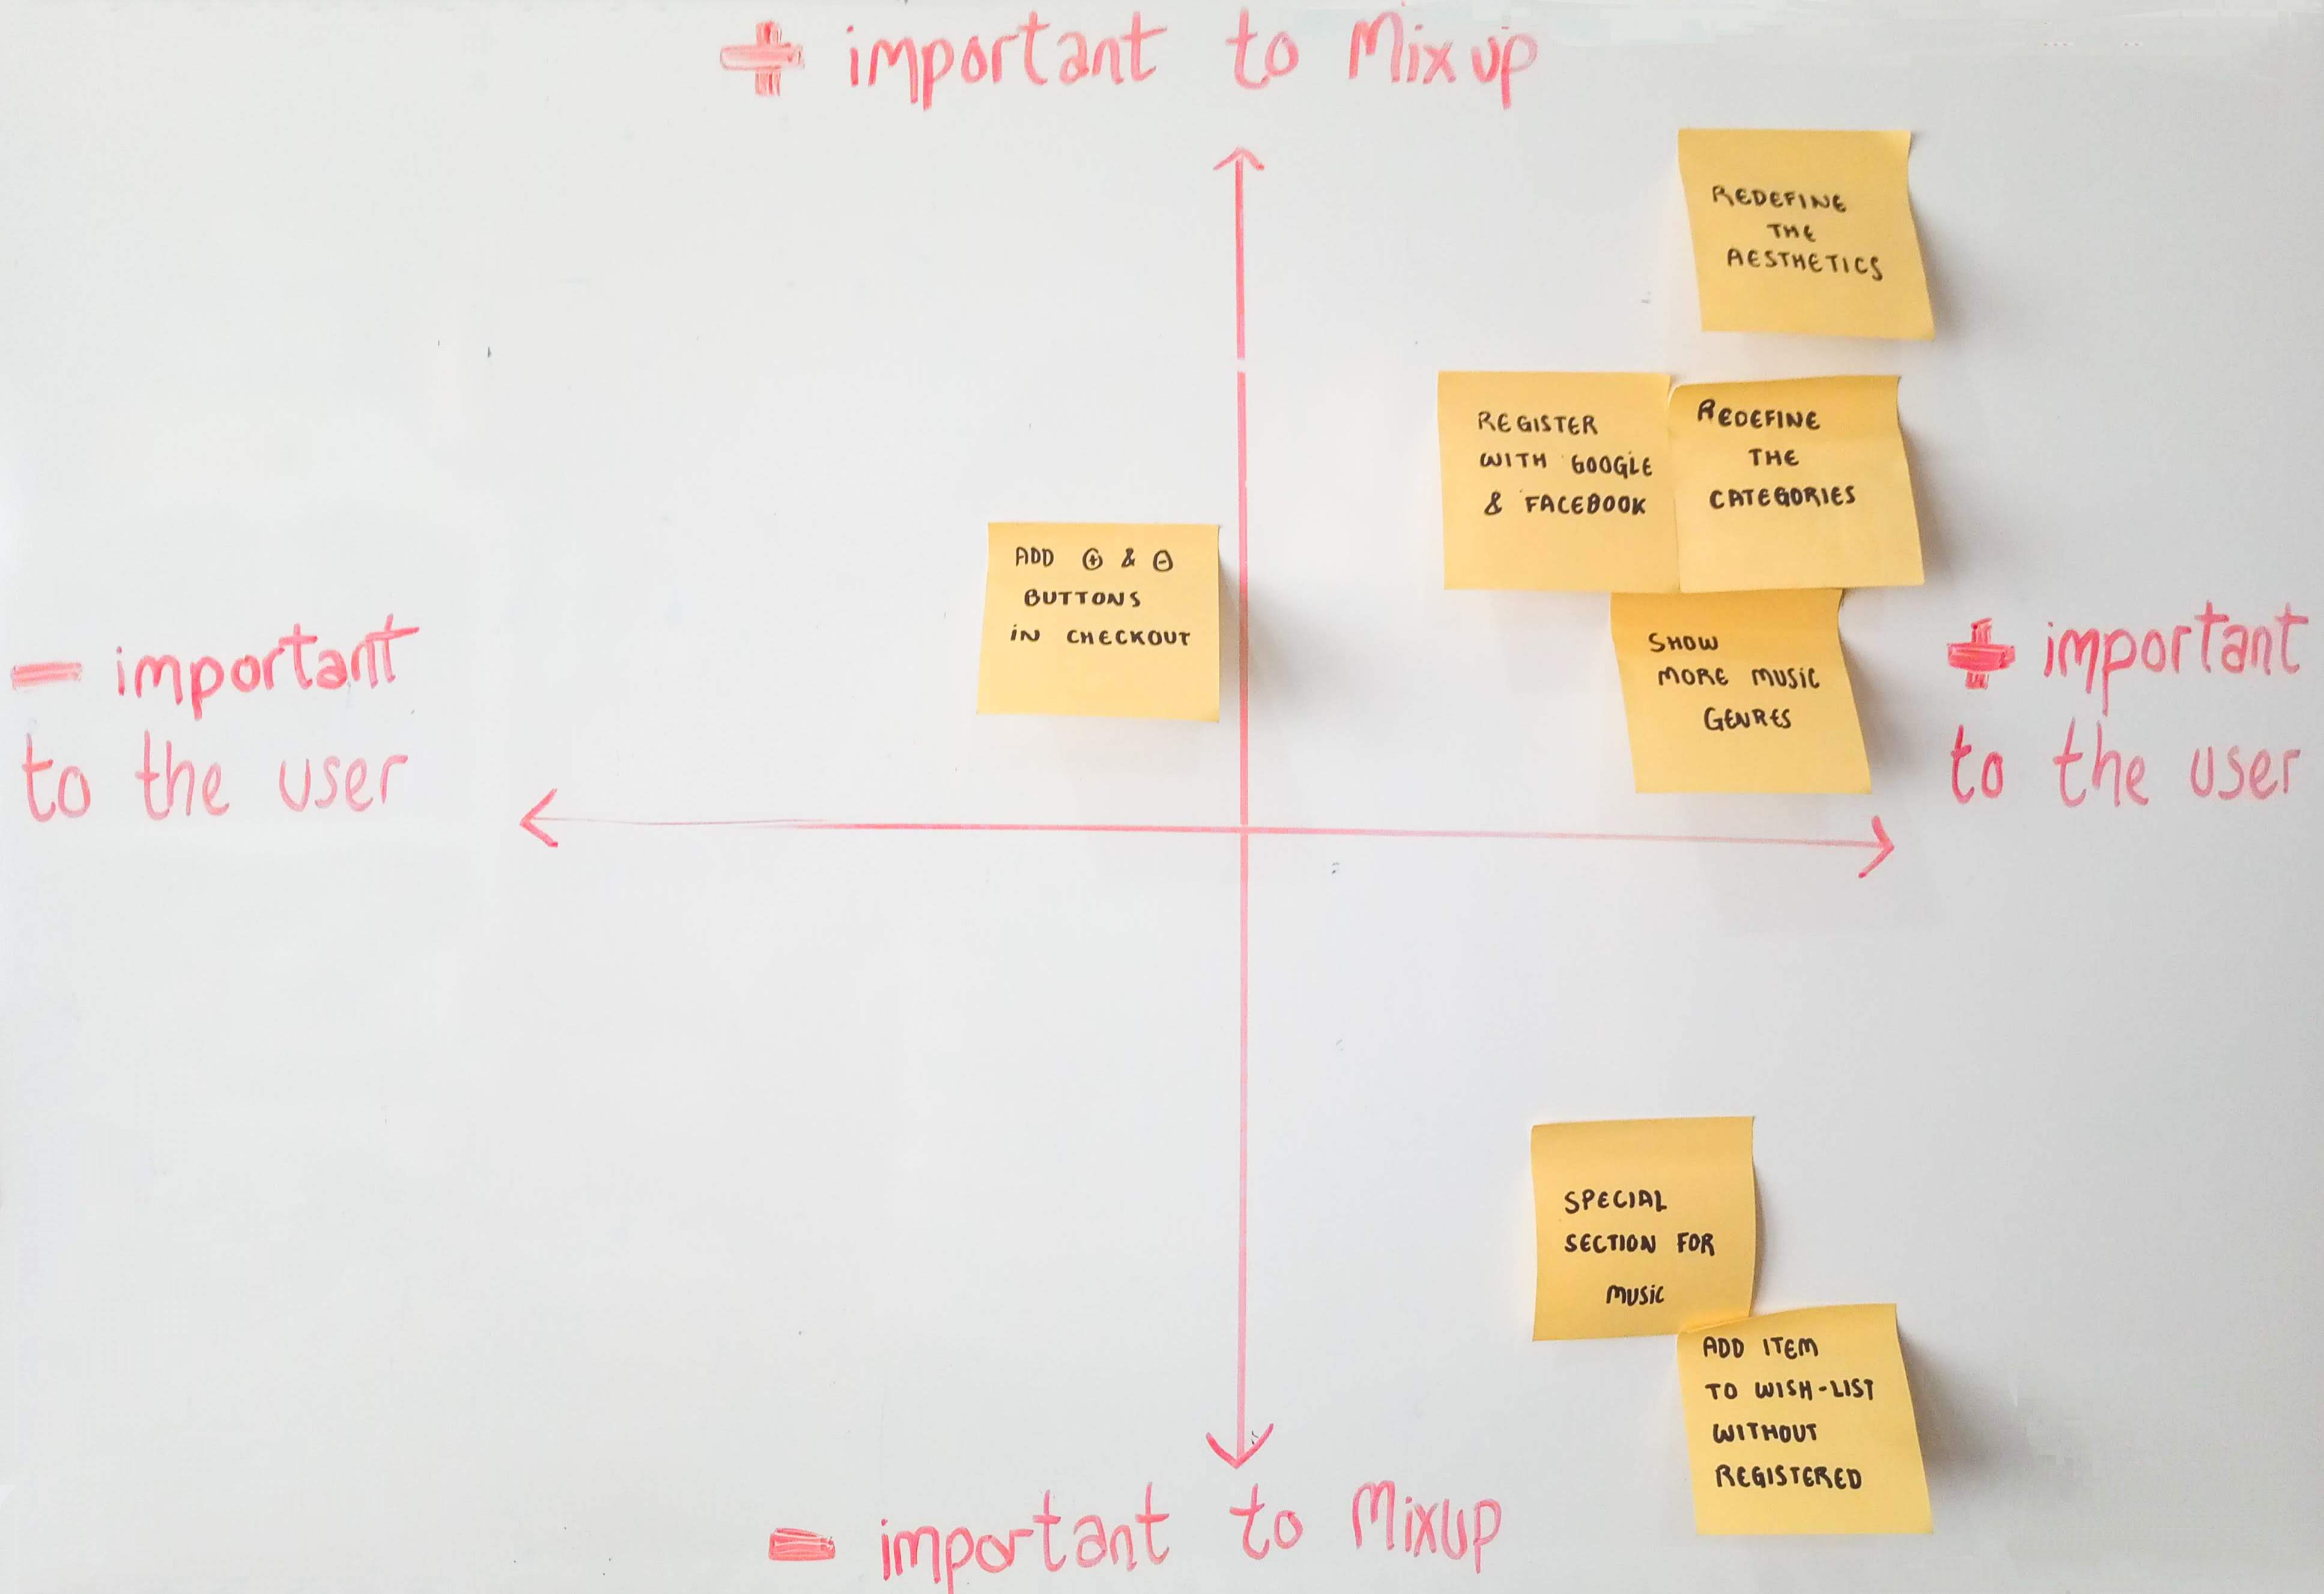 + important to Mixup
REDEFINE
THE
AESTHETICS
REGISTER
WITH GOOGLE
& FACEBOOK
REDEFINE
THE
CATEGORIES
ADD ⊕ & ⊖
BUTTONS
IN CHECKOUT
SHOW
MORE MUSIC
GENRES
- important
to the user
+ important
to the user
SPECIAL
SECTION FOR
MUSIC
ADD ITEM
TO WISH-LIST
WITHOUT
REGISTERED
- important to Mixup